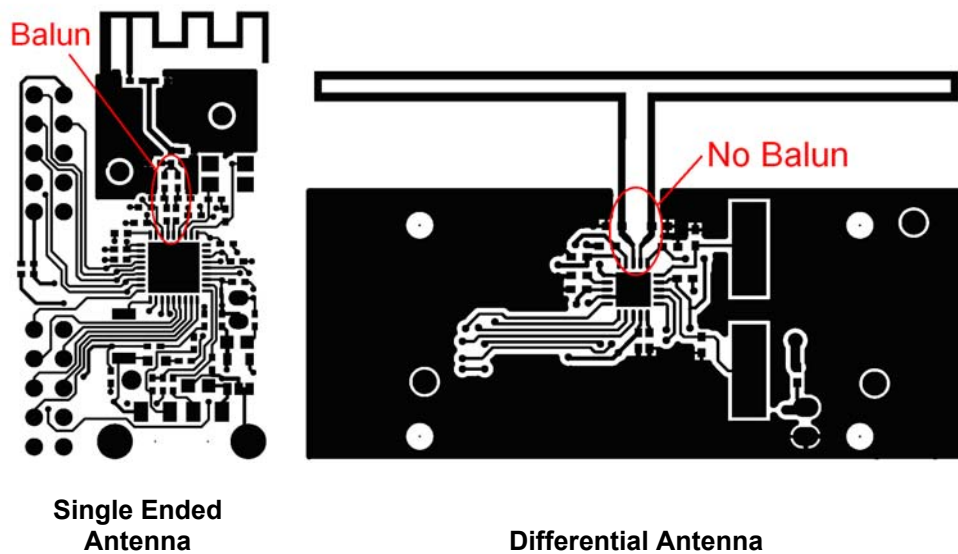 Balun
No Balun
Single Ended
Antenna
Differential Antenna